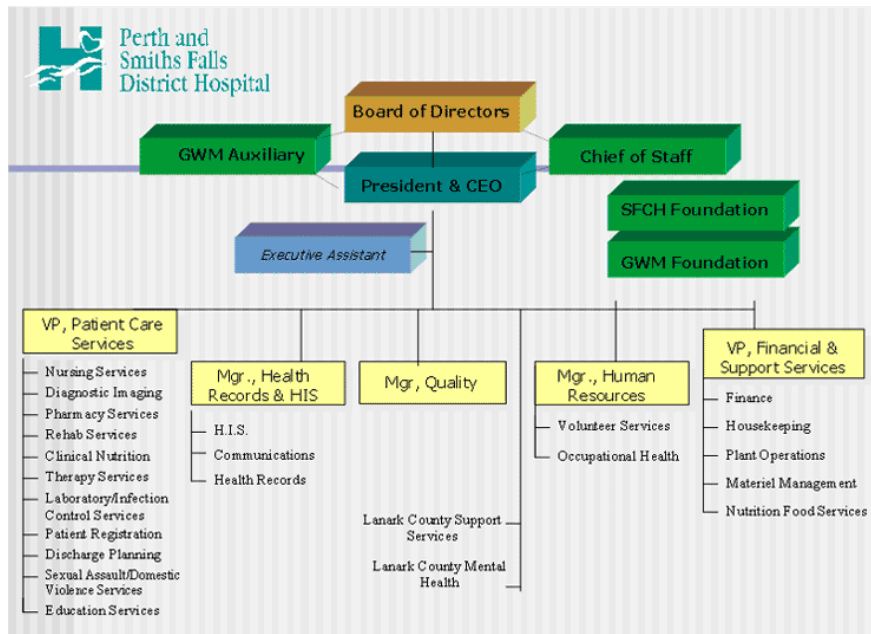 Perth and
Smiths Falls
District Hospital
Board of Directors
GWM Auxiliary
Chief of Staff
President & CEO
SFCH Foundation
Executive Assistant
GWM Foundation
VP, Patient Care
Services
Nursing Services
Diagnostic Imaging
Pharmacy Services
Rehab Services
Clinical Nutrition
Therapy Services
Laboratory/Infection
Control Services
Patient Registration
Discharge Planning
Sexual Assault/Domestic
Violence Services
Education Services
Mgr., Health
Records & HIS
H.I.S.
Communications
Health Records
Mgr, Quality
Lanark County Support
Services
Lanark County Mental
Health
Mgr., Human
Resources
Volunteer Services
Occupational Health
VP, Financial &
Support Services
Finance
Housekeeping
Plant Operations
Materiel Management
Nutrition Food Services